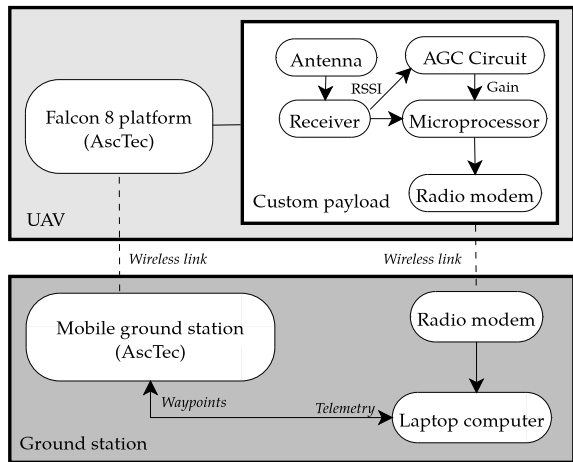 Antenna
AGC Circuit
RSSI
Gain
Falcon 8 platform
(AscTec)
Receiver
Microprocessor
Custom payload
Radio modem
UAV
Wireless link
Wireless link
Mobile ground station
(AscTec)
Radio modem
Waypoints
Telemetry
Laptop computer
Ground station